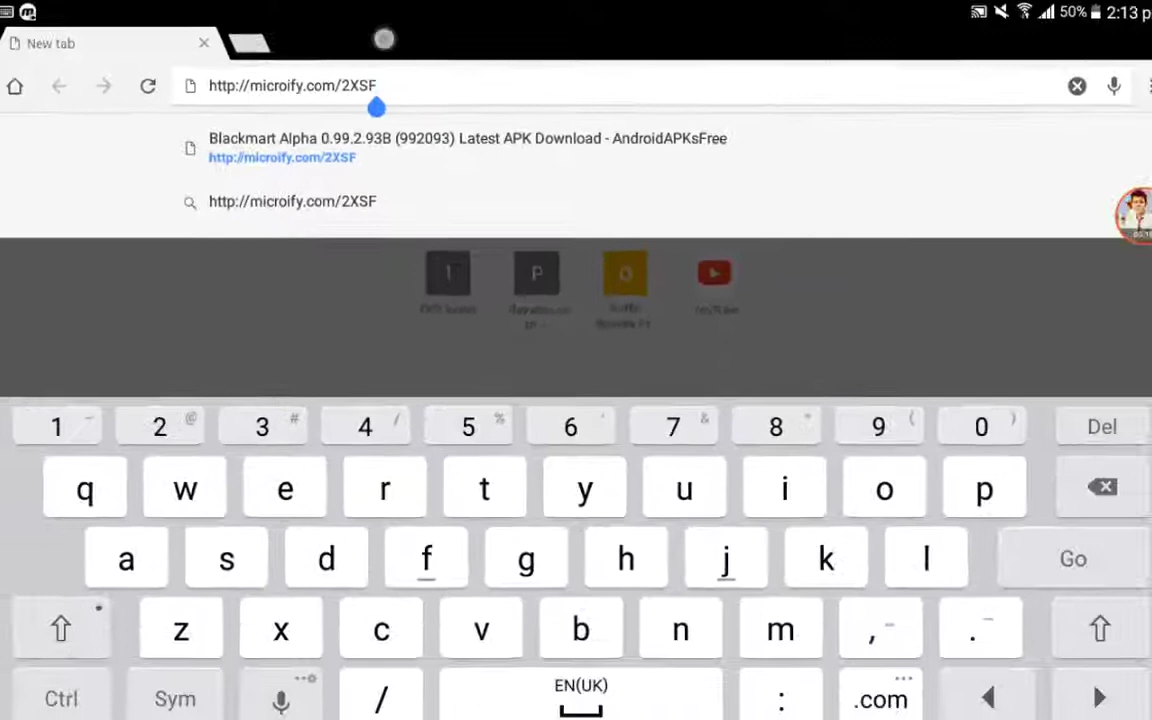 50% 2:13 p
New tab
http://microify.com/2XSF
Blackmart Alpha 0.99.2.93B (992093) Latest APK Download - AndroidAPKsFree
http://microify.com/2XSF
http://microify.com/2XSF
P
1 2 @ 3 # 4 / 5 % 6 7 & 8 * 9 ( 0 ) Del
q w e r t y u i o p
a s d f g h j k l Go
z x c v b n m , .
Ctrl Sym / EN(UK) : .com